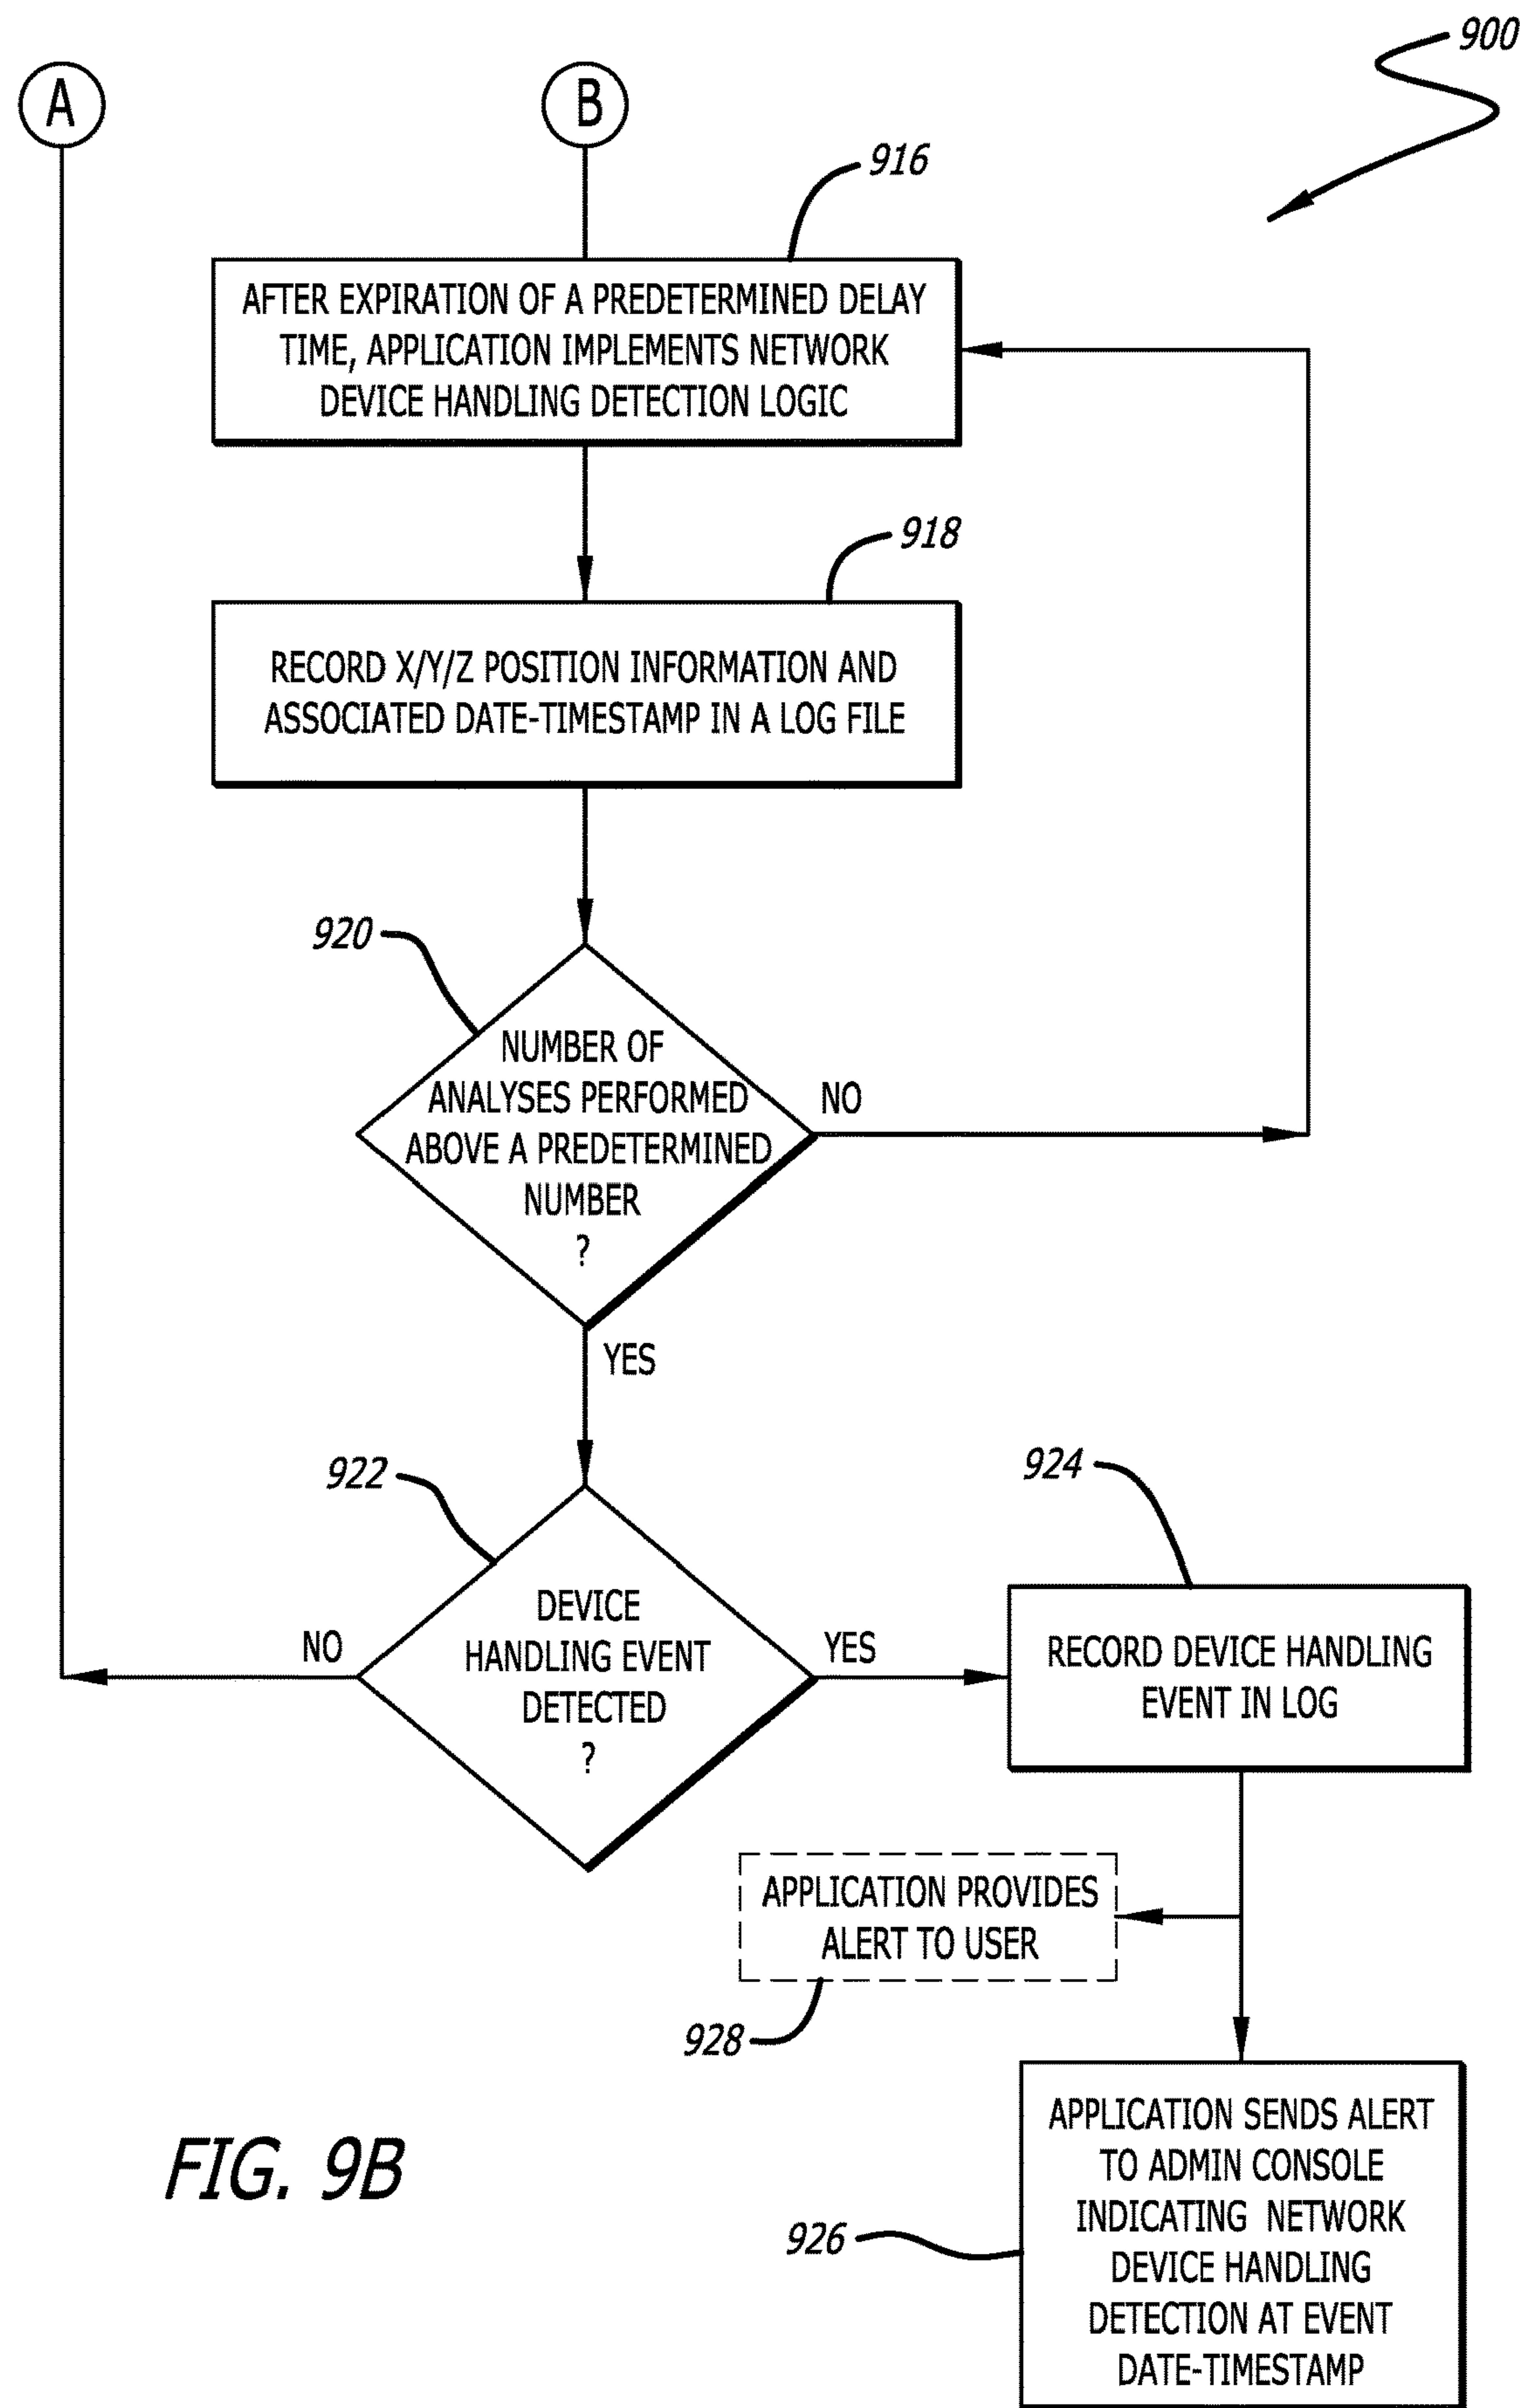 900
A
B
916
AFTER EXPIRATION OF A PREDETERMINED DELAY
TIME, APPLICATION IMPLEMENTS NETWORK
DEVICE HANDLING DETECTION LOGIC
918
RECORD X/Y/Z POSITION INFORMATION AND
ASSOCIATED DATE-TIMESTAMP IN A LOG FILE
920
NUMBER OF
ANALYSES PERFORMED
ABOVE A PREDETERMINED
NUMBER
?
NO
YES
922
DEVICE
HANDLING EVENT
DETECTED
?
NO
YES
924
RECORD DEVICE HANDLING
EVENT IN LOG
APPLICATION PROVIDES
ALERT TO USER
928
APPLICATION SENDS ALERT
TO ADMIN CONSOLE
INDICATING NETWORK
DEVICE HANDLING
DETECTION AT EVENT
DATE-TIMESTAMP
926
FIG. 9B